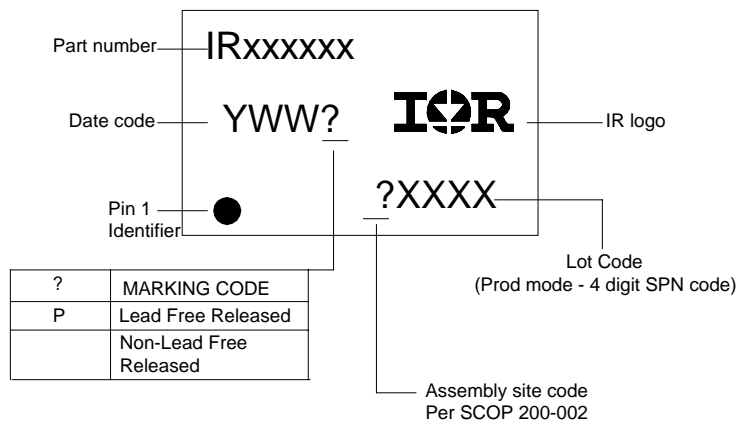 Part number
IRxxxxxx
Date code
YWW?
IOR
IR logo
?XXXX
Pin 1
Identifier
Lot Code
(Prod mode - 4 digit SPN code)
? MARKING CODE
P Lead Free Released
Non-Lead Free
Released
Assembly site code
Per SCOP 200-002